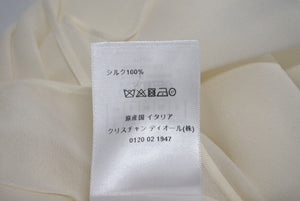 シルク100%
原産国 イタリア
クリスチャン ディオール(株)
0120 02 1947